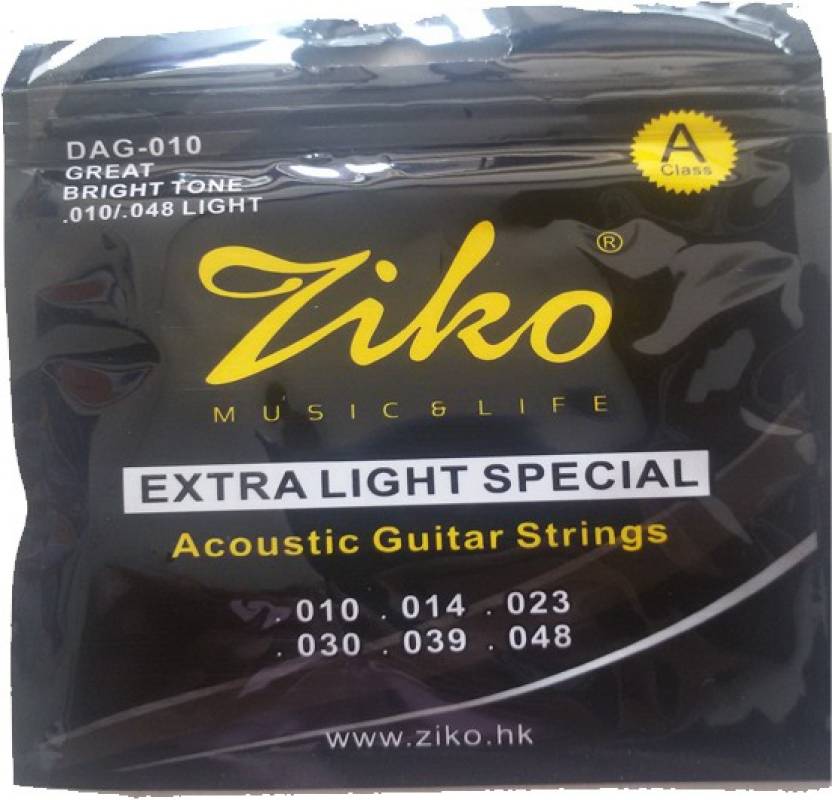 DAG-010
GREAT
BRIGHT TONE
.010/.048 LIGHT
A
Class
Ziko®
MUSIC & LIFE
EXTRA LIGHT SPECIAL
Acoustic Guitar Strings
.010 .014 .023
.030 .039 .048
www.ziko.hk